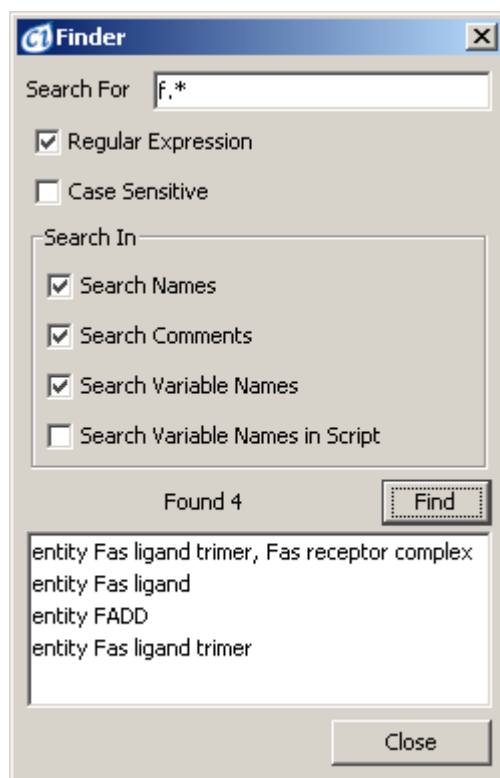 Finder
Search For f.*
Regular Expression
Case Sensitive
Search In
Search Names
Search Comments
Search Variable Names
Search Variable Names in Script
Found 4 Find
entity Fas ligand trimer, Fas receptor complex
entity Fas ligand
entity FADD
entity Fas ligand trimer
Close